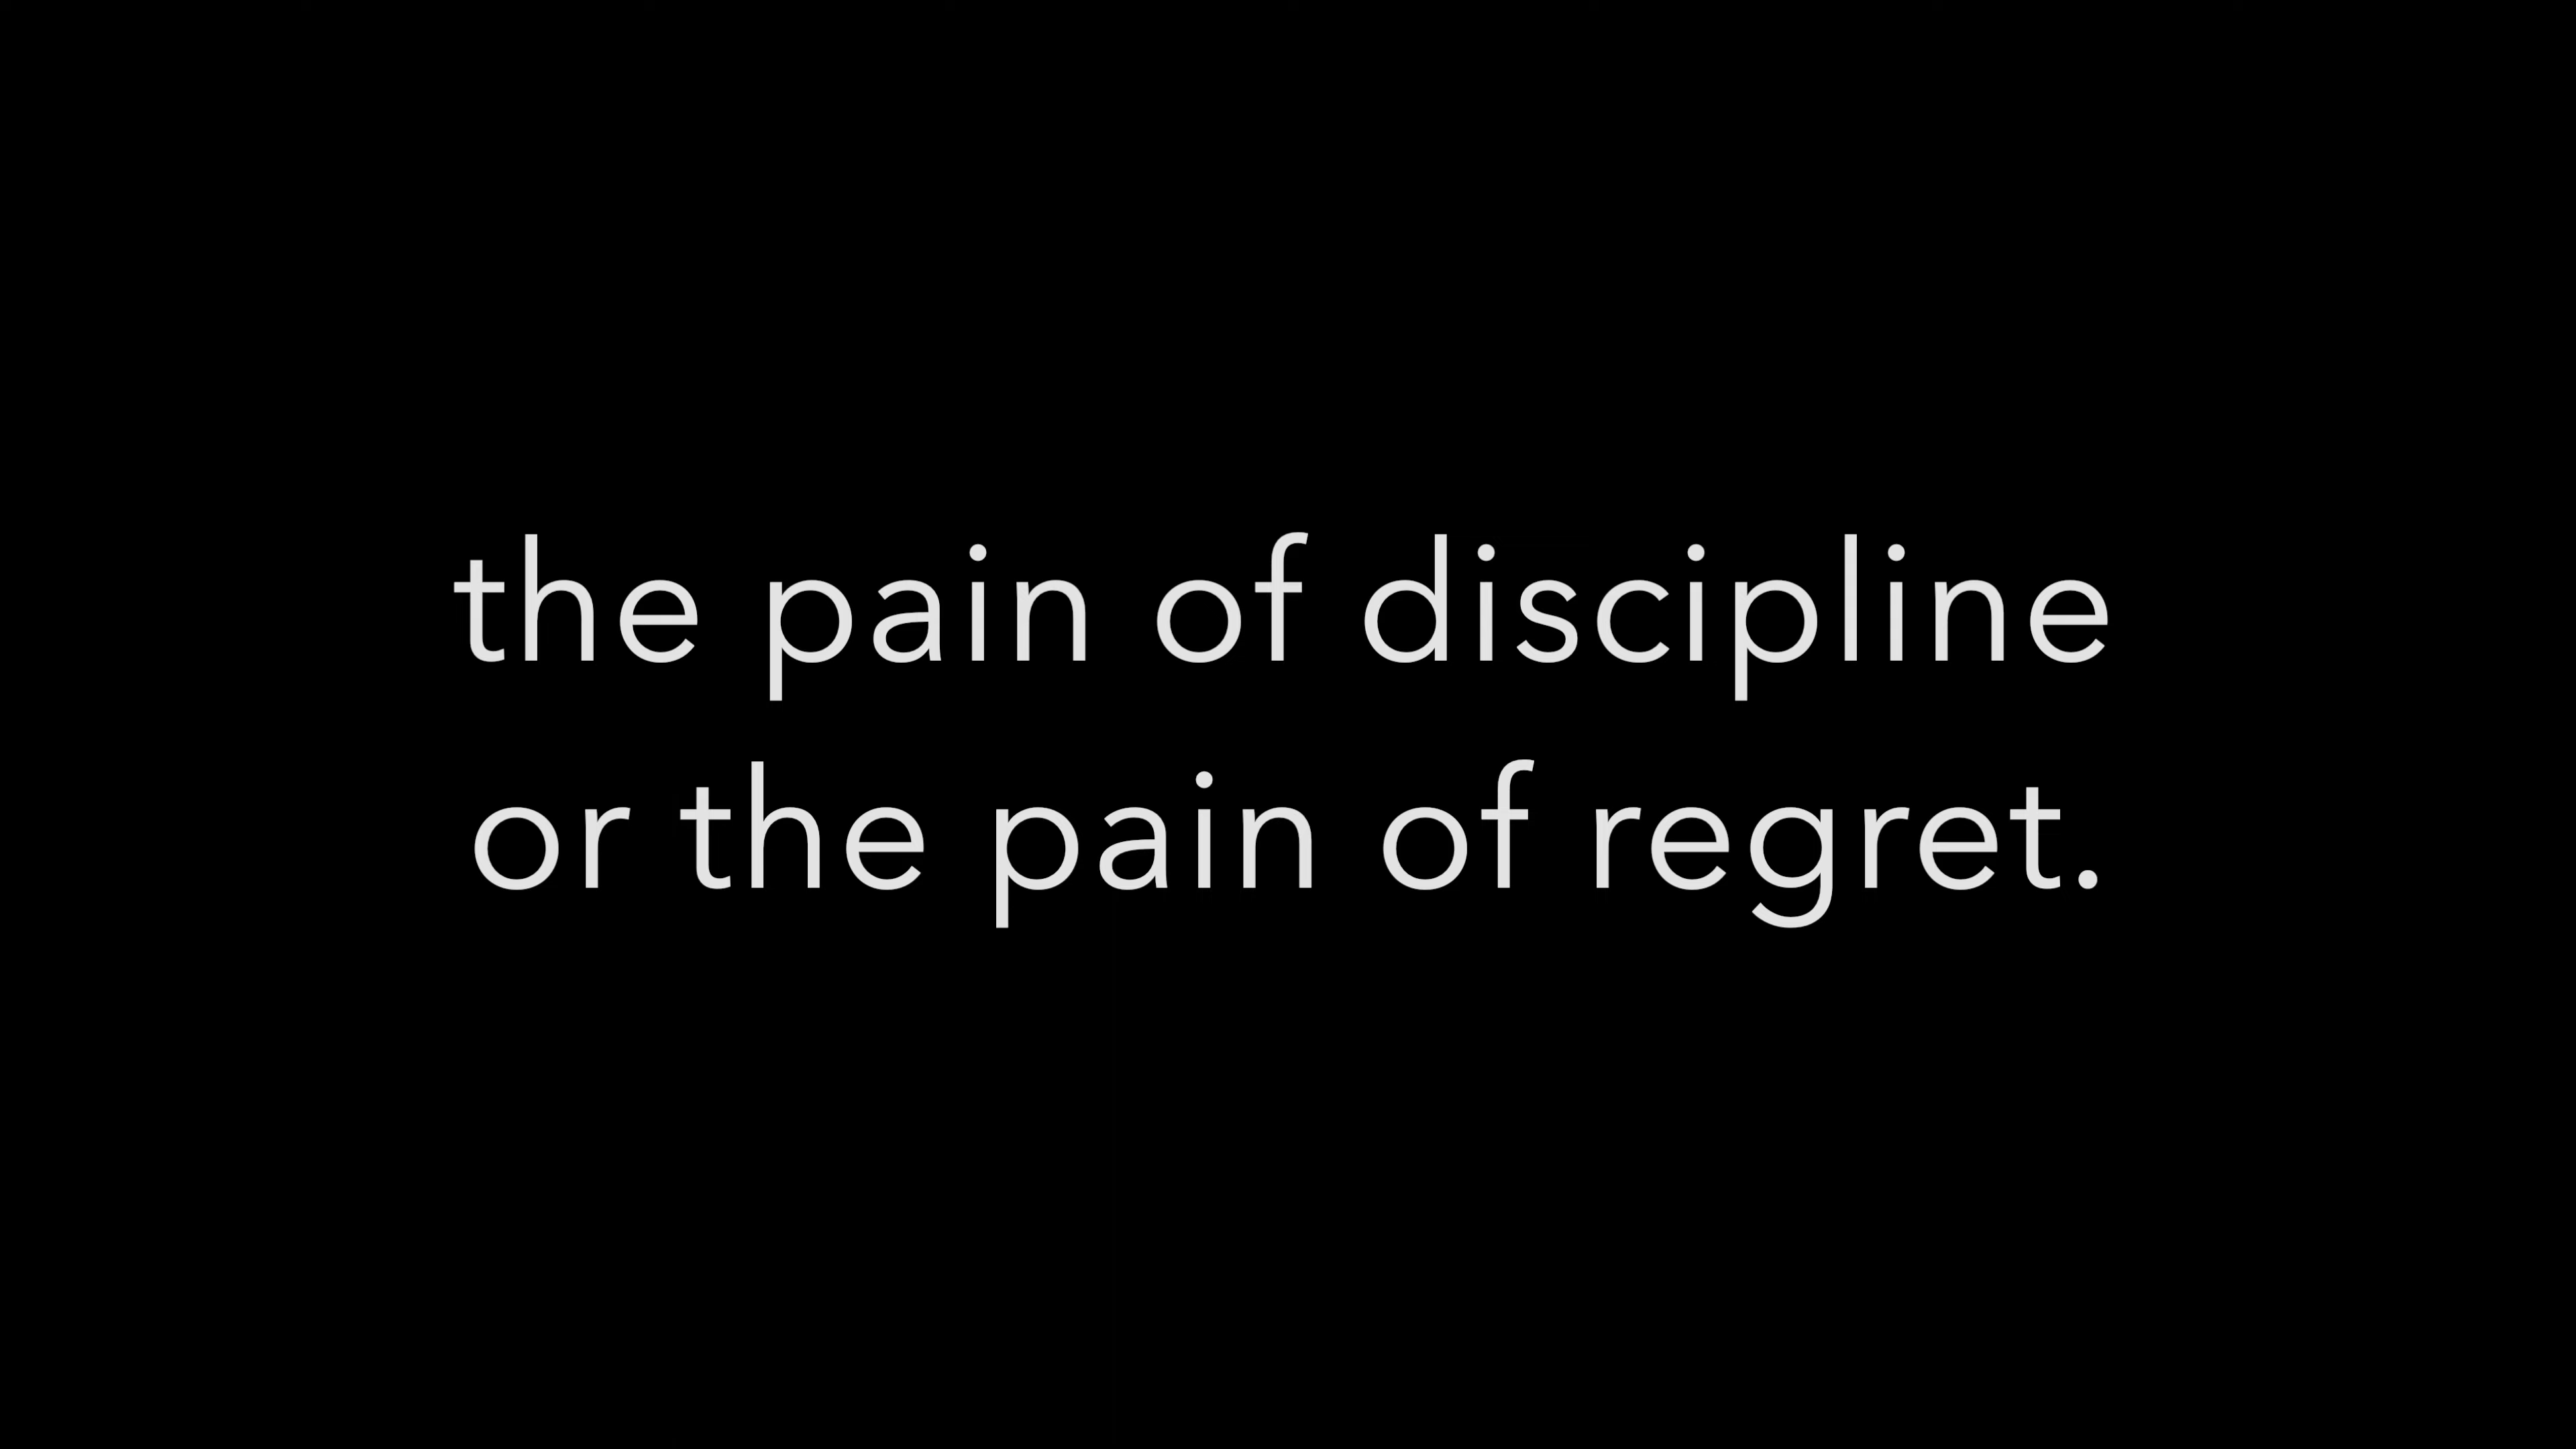 the pain of discipline
or the pain of regret.